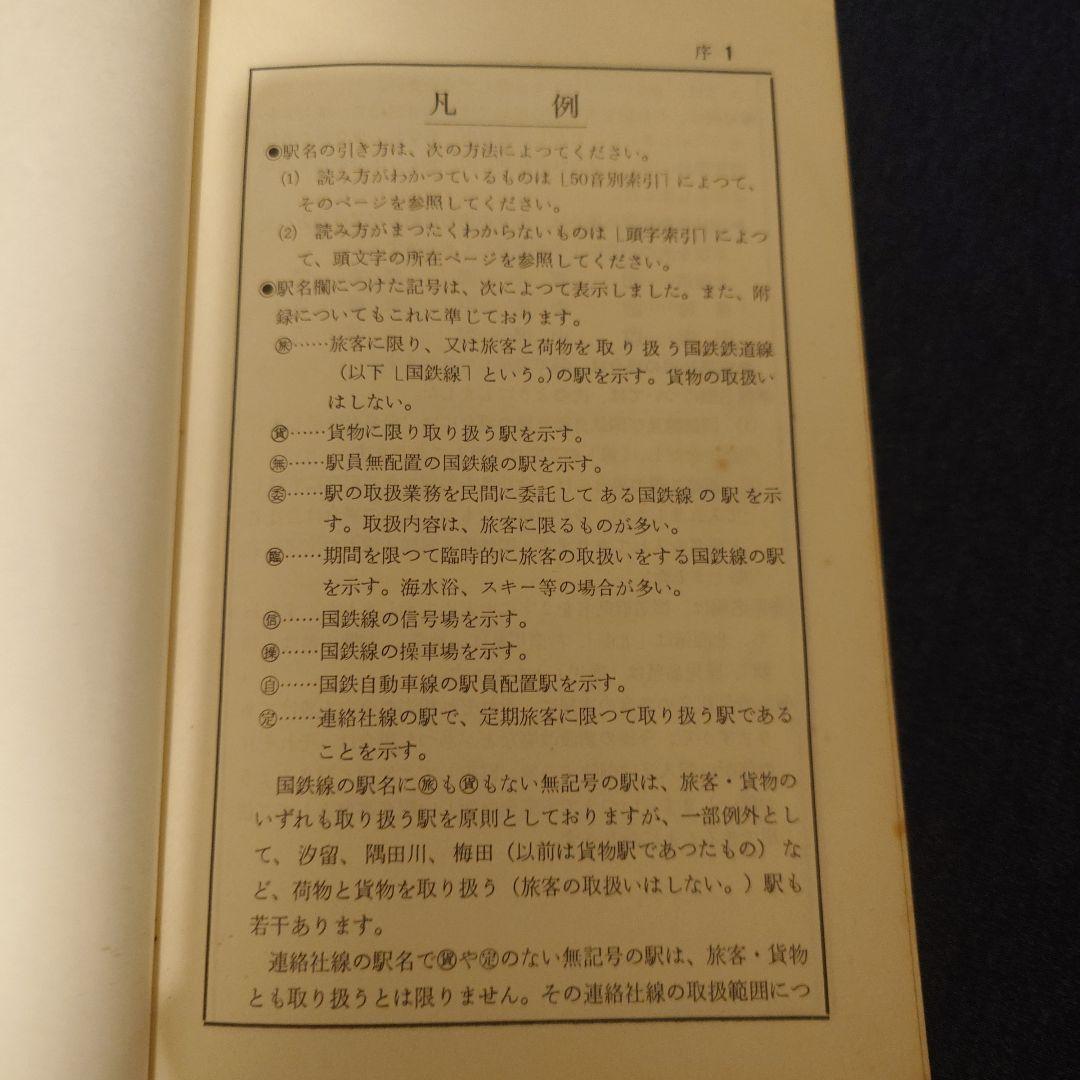 序 1
凡 例
◉駅名の引き方は、次の方法によつてください。
(1) 読み方がわかつているものは ⌊50音別索引⌉ によつて、
そのページを参照してください。
(2) 読み方がまつたくわからないものは ⌊頭字索引⌉ によつ
て、頭文字の所在ページを参照してください。
◉駅名欄につけた記号は、次によつて表示しました。また、附
録についてもこれに準じております。
㊟……旅客に限り、又は旅客と荷物を取り扱う国鉄鉄道線
(以下 ⌊国鉄線⌉ という。)の駅を示す。貨物の取扱い
はしない。
貨……貨物に限り取り扱う駅を示す。
無……駅員無配置の国鉄線の駅を示す。
委……駅の取扱業務を民間に委託してある国鉄線の駅を示
す。取扱内容は、旅客に限るものが多い。
臨……期間を限つて臨時的に旅客の取扱いをする国鉄線の駅
を示す。海水浴、スキー等の場合が多い。
信……国鉄線の信号場を示す。
操……国鉄線の操車場を示す。
自……国鉄自動車線の駅員配置駅を示す。
定……連絡社線の駅で、定期旅客に限つて取り扱う駅である
ことを示す。
国鉄線の駅名に旅も貨もない無記号の駅は、旅客・貨物の
いずれも取り扱う駅を原則としておりますが、一部例外とし
て、汐留、隅田川、梅田(以前は貨物駅であつたもの)な
ど、荷物と貨物を取り扱う(旅客の取扱いはしない。)駅も
若干あります。
連絡社線の駅名で貨や定のない無記号の駅は、旅客・貨物
とも取り扱うとは限りません。その連絡社線の取扱範囲につ